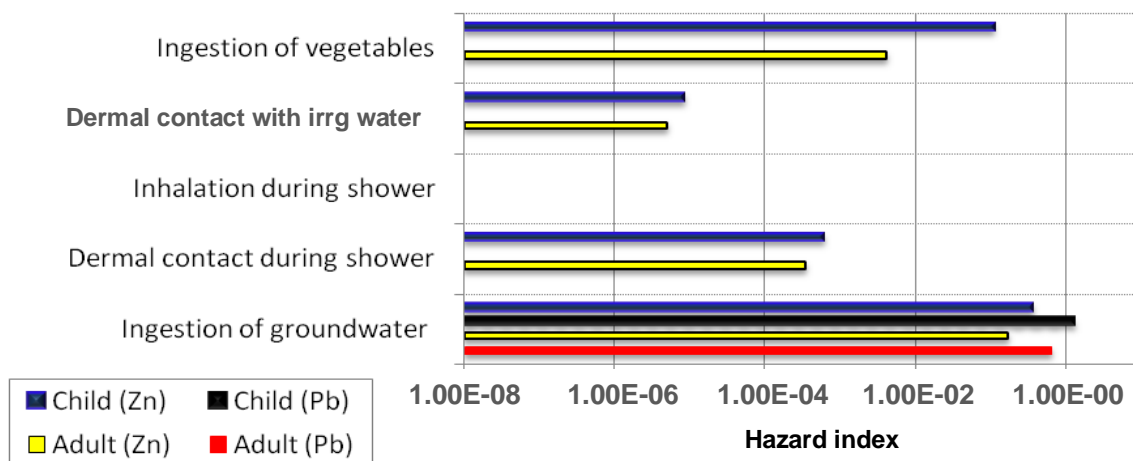 Ingestion of vegetables
Dermal contact with irrg water
Inhalation during shower
Dermal contact during shower
Ingestion of groundwater
1.00E-08 1.00E-06 1.00E-04 1.00E-02 1.00E-00
Hazard index
Child (Zn) Child (Pb)
Adult (Zn) Adult (Pb)